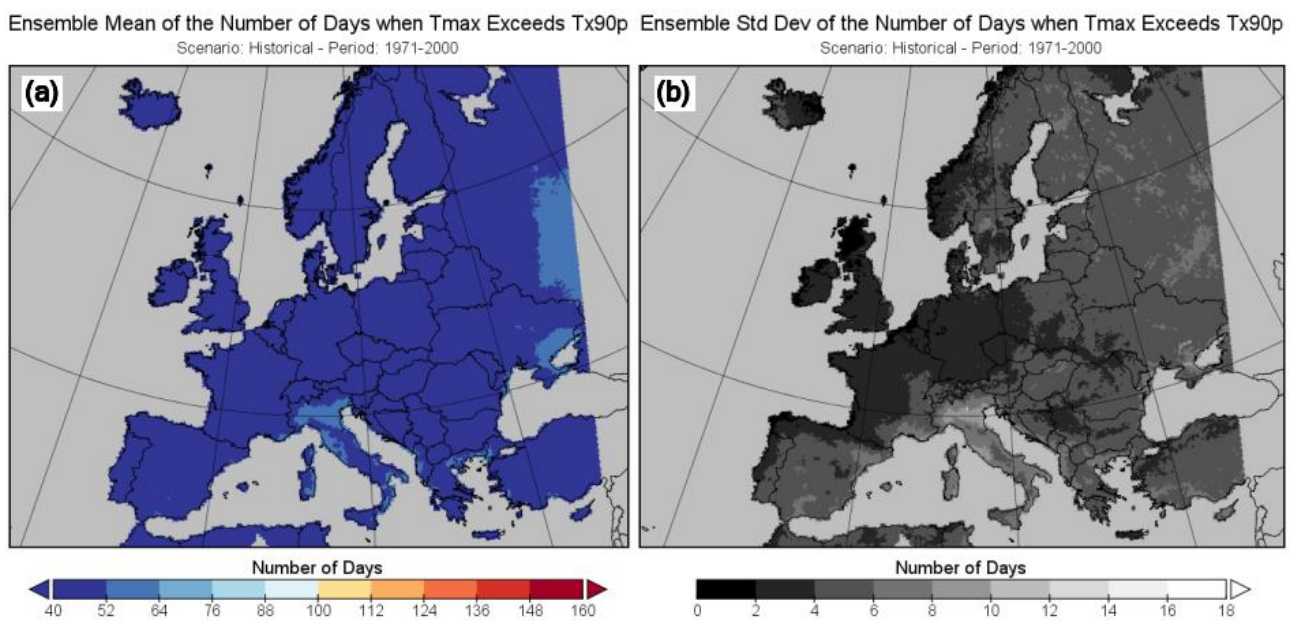 Ensemble Mean of the Number of Days when Tmax Exceeds Tx90p
Scenario: Historical - Period: 1971-2000
(a)
Number of Days
40 52 64 76 88 100 112 124 136 148 160
Ensemble Std Dev of the Number of Days when Tmax Exceeds Tx90p
Scenario: Historical - Period: 1971-2000
(b)
Number of Days
0 2 4 6 8 10 12 14 16 18